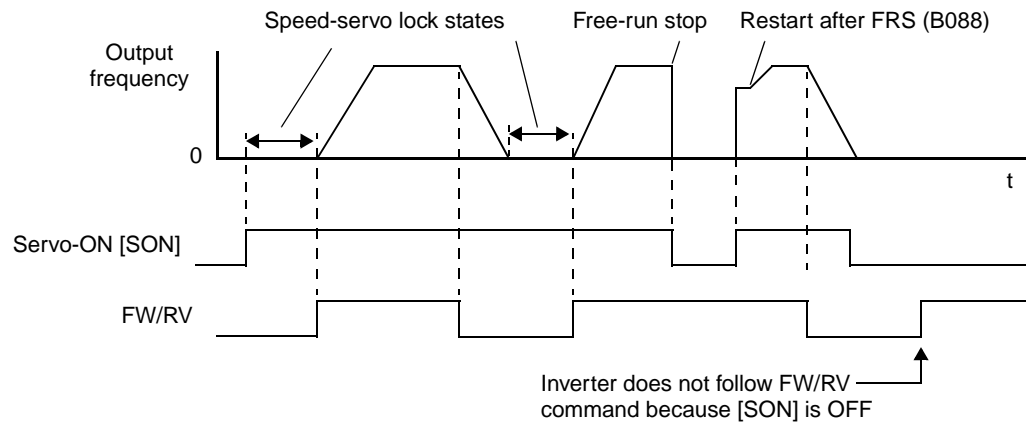 Speed-servo lock states
Free-run stop
Restart after FRS (B088)
Output
frequency
0
t
Servo-ON [SON]
FW/RV
Inverter does not follow FW/RV
command because [SON] is OFF